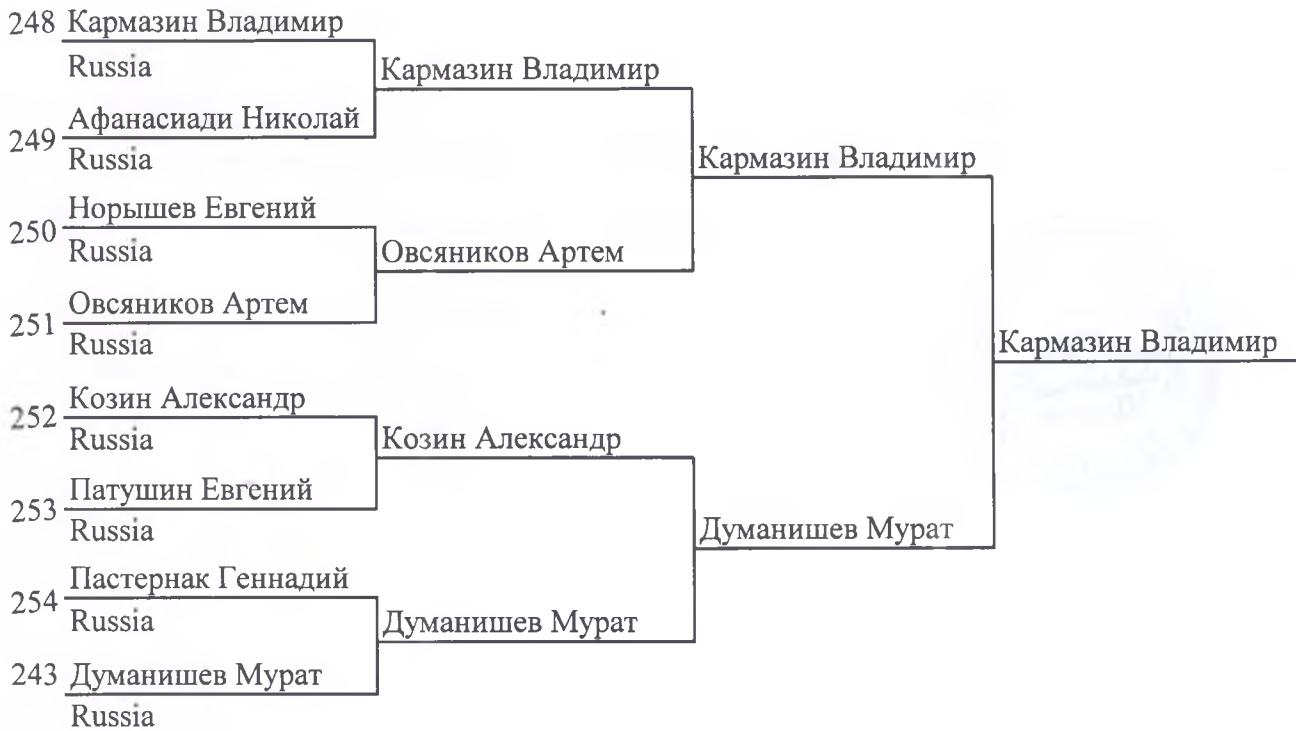 248 Кармазин Владимир
Russia
Кармазин Владимир
249 Афанасиади Николай
Russia
Кармазин Владимир
250 Норышев Евгений
Russia
Овсяников Артем
251 Овсяников Артем
Russia
Кармазин Владимир
252 Козин Александр
Russia
Козин Александр
253 Патушин Евгений
Russia
Думанишев Мурат
254 Пастернак Геннадий
Russia
Думанишев Мурат
243 Думанишев Мурат
Russia